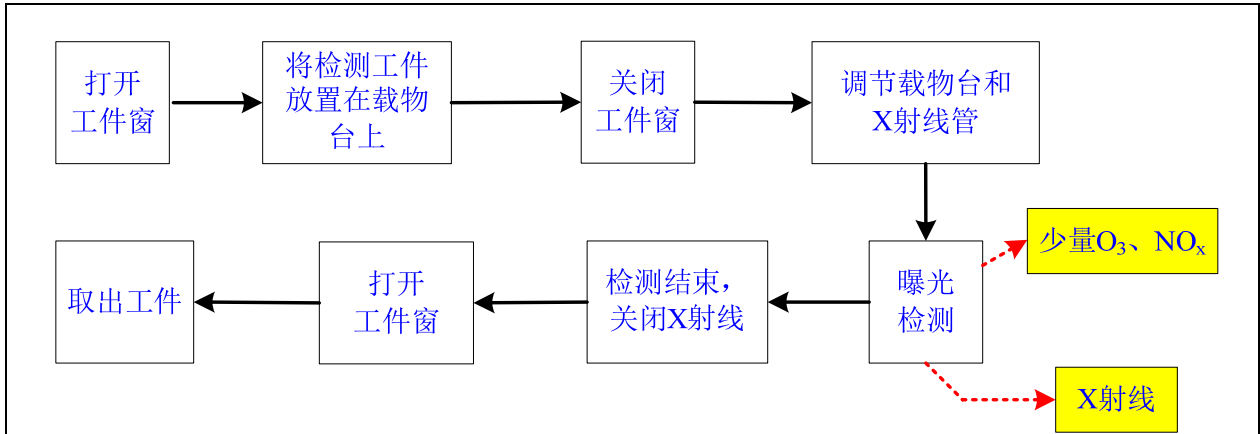 打开
工件窗
将检测工件
放置在载物
台上
关闭
工件窗
调节载物台和
X射线管
少量O₃、NOₓ
曝光
检测
检测结束，
关闭X射线
打开
工件窗
取出工件
X射线